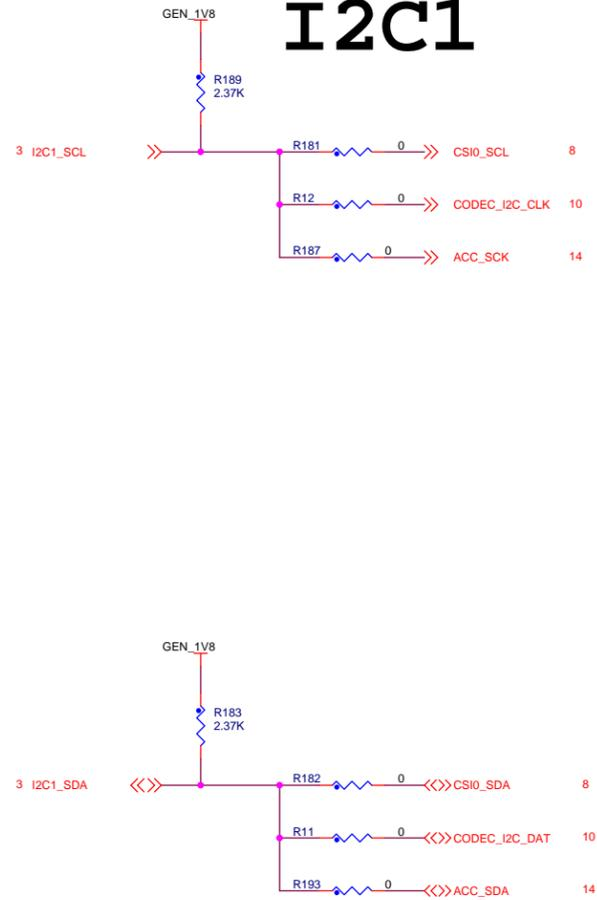 I2C1
GEN_1V8
R189
2.37K
3 I2C1_SCL R181 0 CSI0_SCL 8
R12 0 CODEC_I2C_CLK 10
R187 0 ACC_SCK 14
GEN_1V8
R183
2.37K
3 I2C1_SDA R182 0 CSI0_SDA 8
R11 0 CODEC_I2C_DAT 10
R193 0 ACC_SDA 14